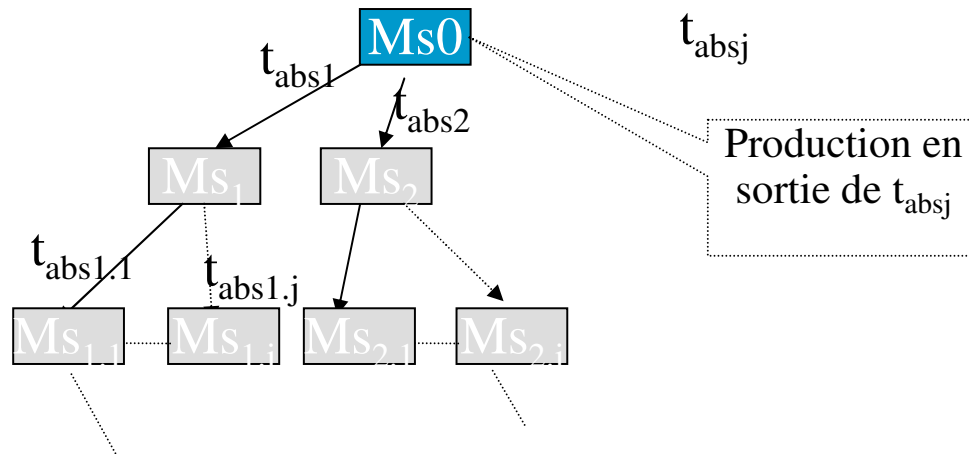 Ms0
t_absj
t_abs1
t_abs2
Production en
sortie de t_absj
Ms_1
Ms_2
t_abs1.1
t_abs1.j
Ms_1.1
Ms_1.j
Ms_2.1
Ms_2.j